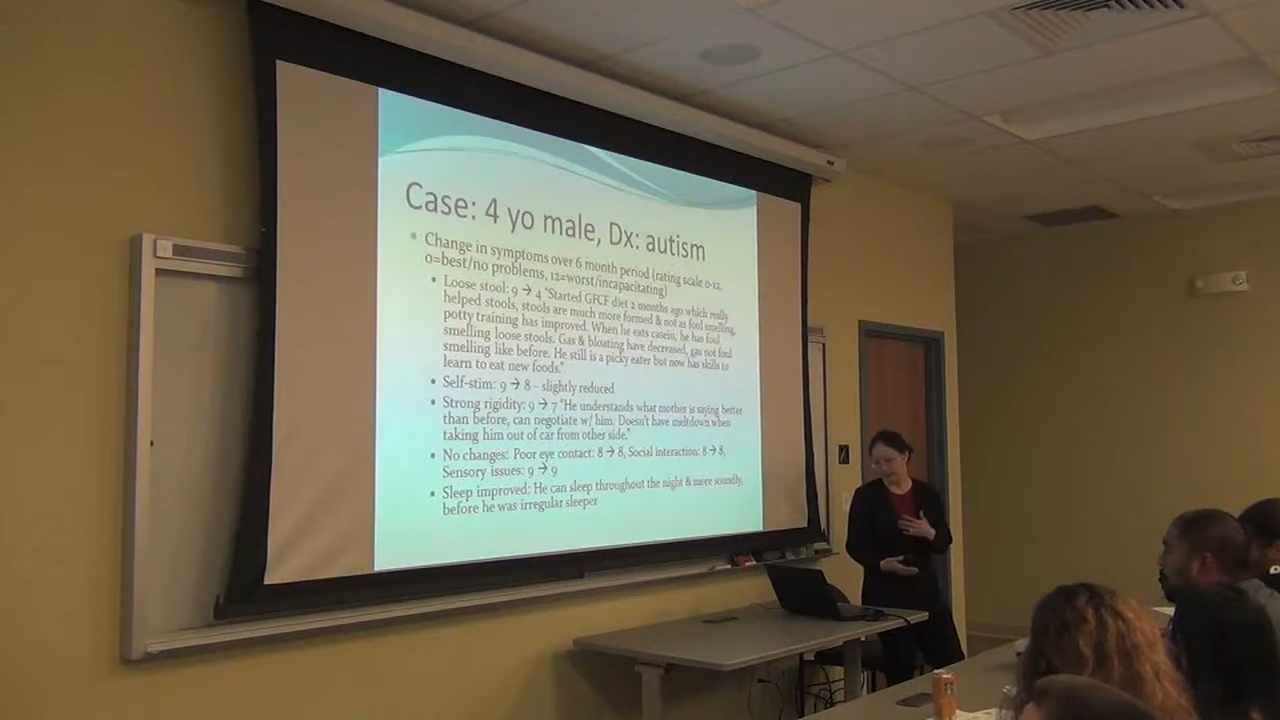 Case: 4 yo male, Dx: autism
• Change in symptoms over 6 month period (rating scale 0-12,
0=best/no problems, 12=worst/incapacitating)
• Loose stool: 9 → 4 "Started GFCF diet 2 months ago which really
helped stools, stools are much more formed & not as foul smelling,
potty training has improved. When he eats casein, he has foul
smelling loose stools. Gas & bloating have decreased, gas not foul
smelling like before. He still is a picky eater but now has skills to
learn to eat new foods."
• Self-stim: 9 → 8 – slightly reduced
• Strong rigidity: 9 → 7 "He understands what mother is saying better
than before, can negotiate w/ him. Doesn't have meltdown when
taking him out of car from other side."
• No changes: Poor eye contact: 8 → 8, Social interaction: 8 → 8,
Sensory issues: 9 → 9
• Sleep improved: He can sleep throughout the night & more soundly,
before he was irregular sleeper